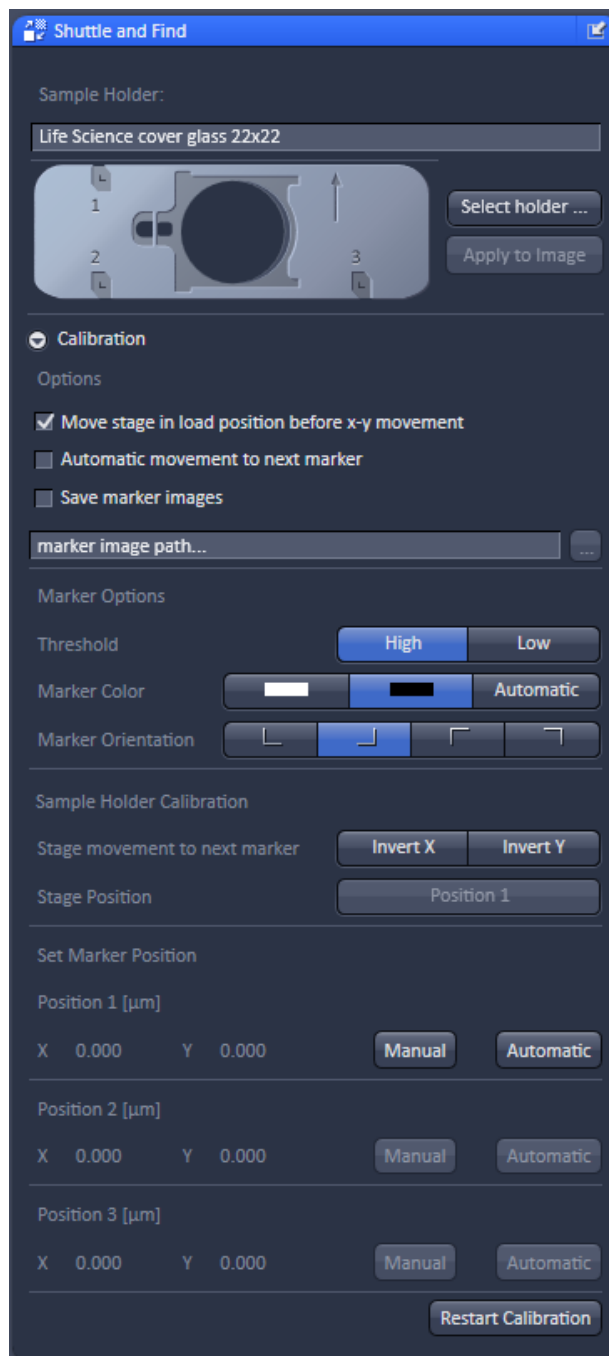 Shuttle and Find
Sample Holder:
Life Science cover glass 22x22
1
2
3
Select holder ...
Apply to Image
Calibration
Options
Move stage in load position before x-y movement
Automatic movement to next marker
Save marker images
marker image path...
...
Marker Options
Threshold High Low
Marker Color Automatic
Marker Orientation
Sample Holder Calibration
Stage movement to next marker Invert X Invert Y
Stage Position Position 1
Set Marker Position
Position 1 [µm]
X 0.000 Y 0.000 Manual Automatic
Position 2 [µm]
X 0.000 Y 0.000 Manual Automatic
Position 3 [µm]
X 0.000 Y 0.000 Manual Automatic
Restart Calibration